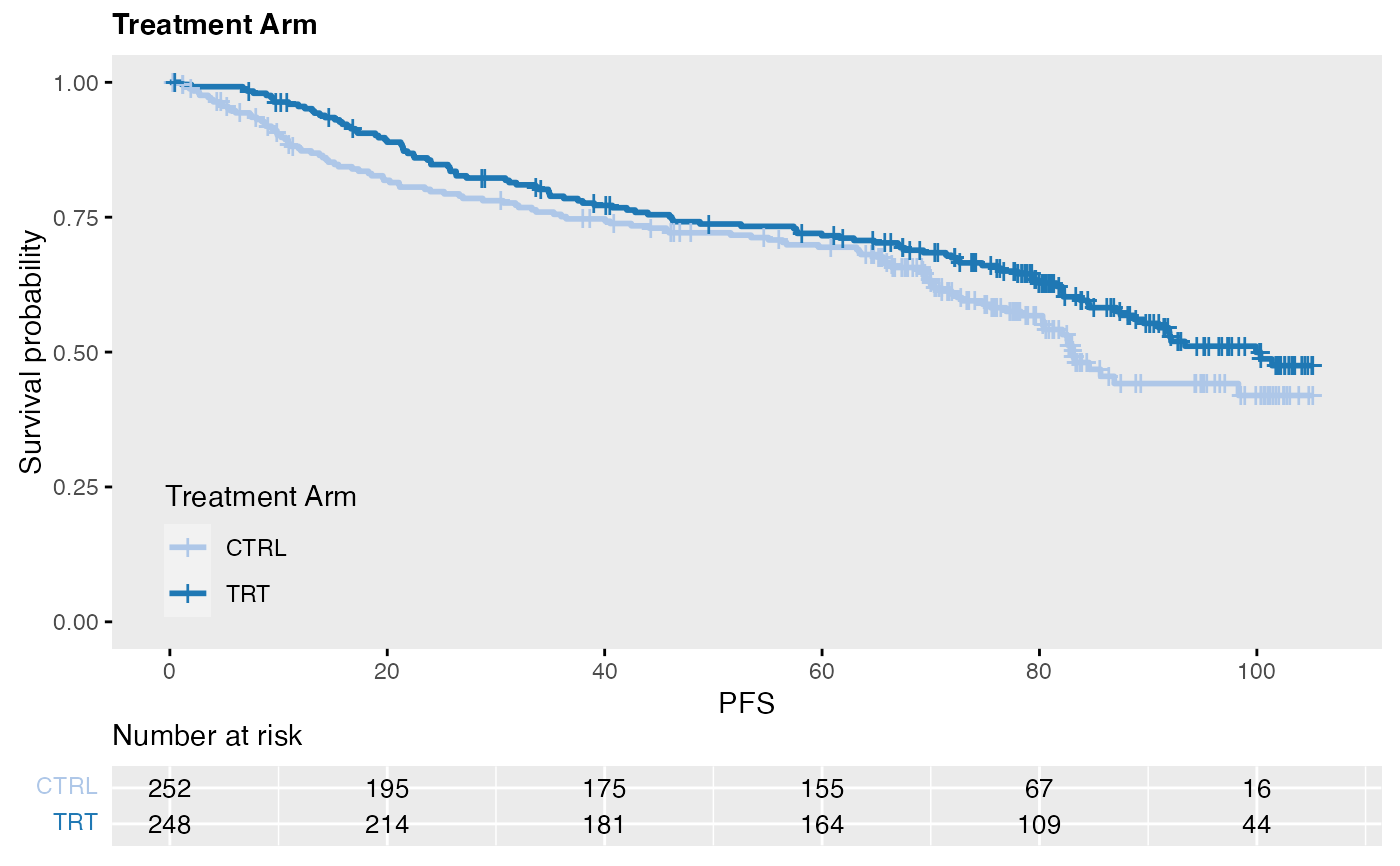 Treatment Arm
1.00
0.75
0.50
0.25
0.00
Survival probability
Treatment Arm
CTRL
TRT
0 20 40 60 80 100
PFS
Number at risk
CTRL 252 195 175 155 67 16
TRT 248 214 181 164 109 44